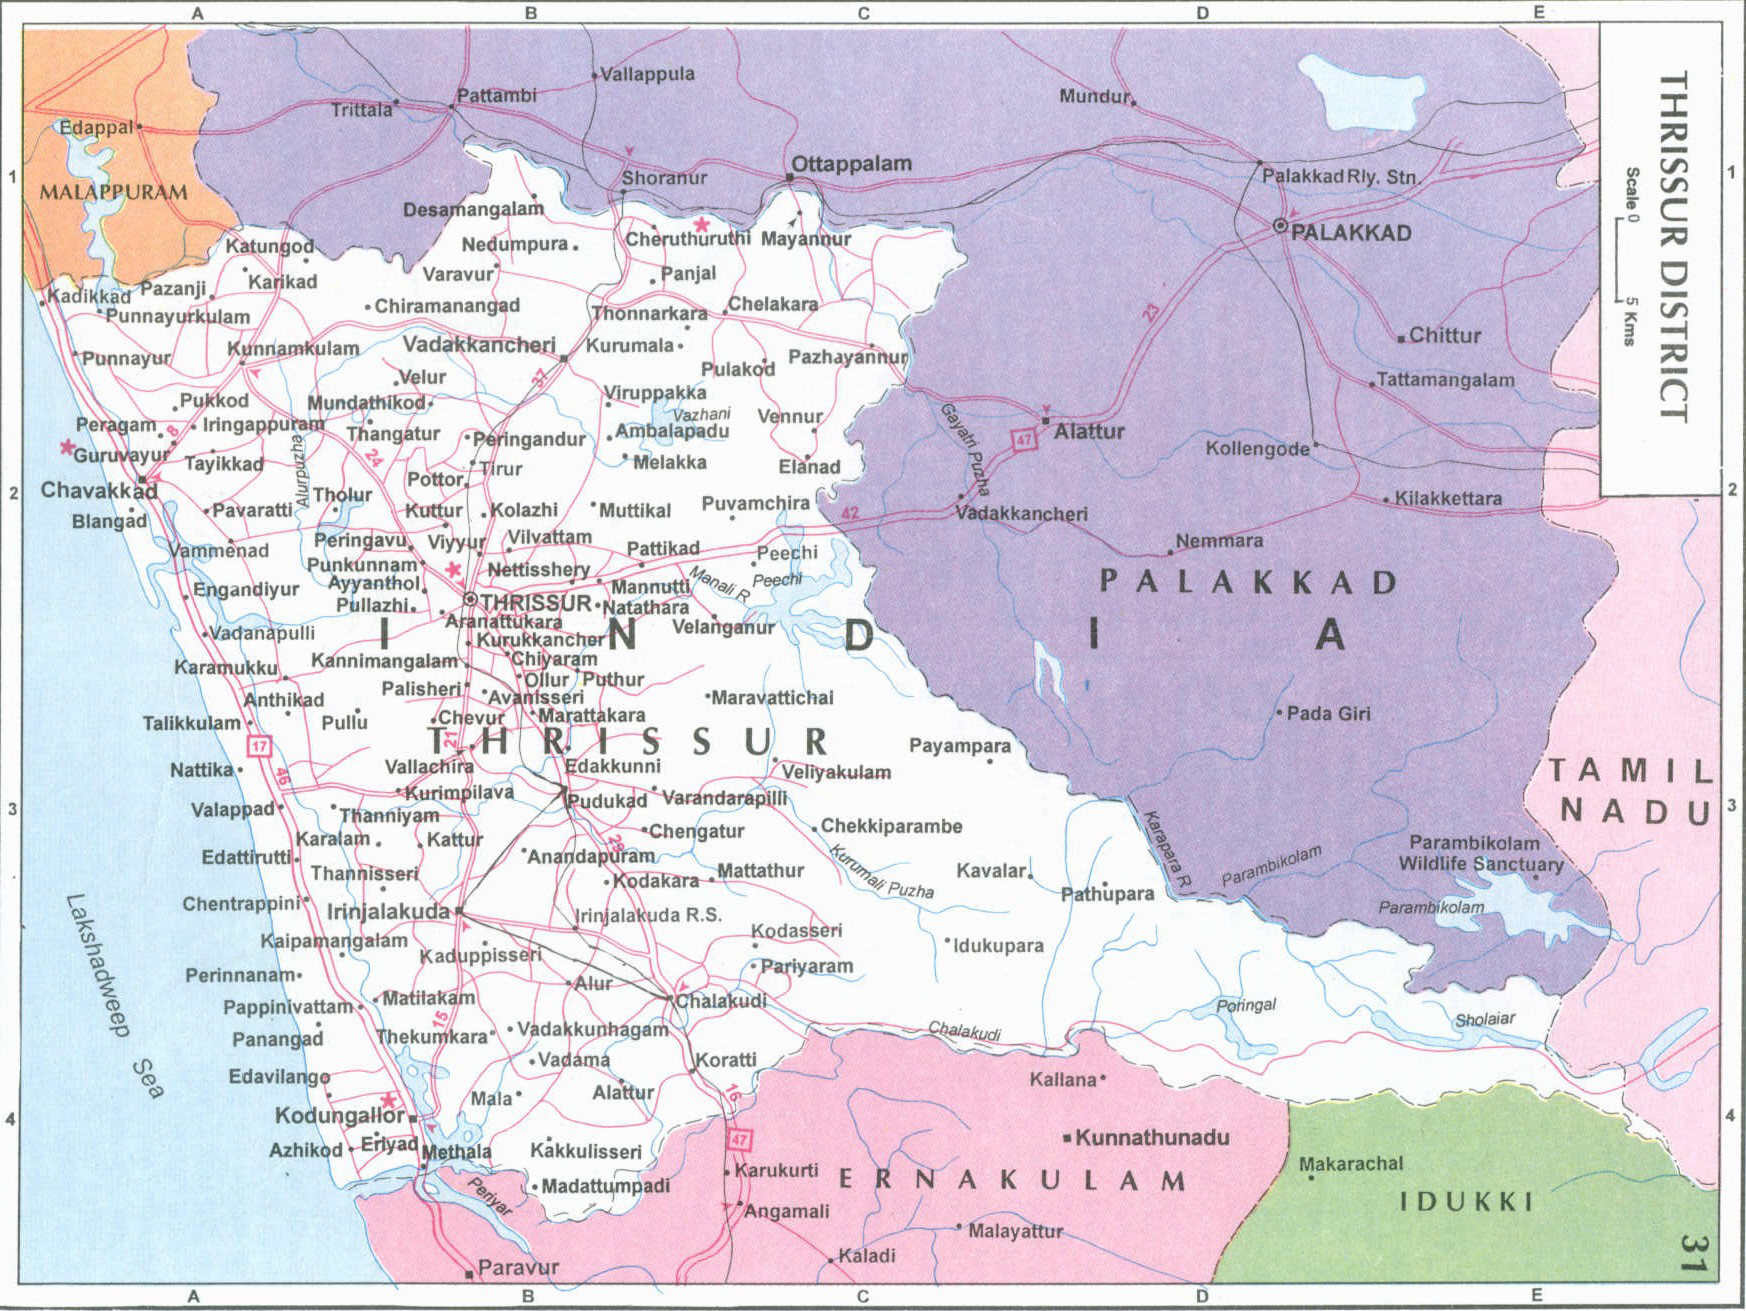 A B C D E
THRISSUR DISTRICT
Scale 0 5 Kms
1
1
2
2
3
3
4
4
Vallappula
Pattambi
Trittala
Mundur
Edappal
Ottappalam
MALAPPURAM
Shoranur
Palakkad Rly. Stn.
PALAKKAD
Desamangalam
Nedumpura
Cheruthuruthi
Mayannur
Katungod
Karikad
Varavur
Panjal
Pazanji
Kadikkad
Punnayurkulam
Chiramanangad
Thonnarkara
Chelakara
23
Chittur
Punnayur
Kunnamkulam
Vadakkancheri
Kurumala
Pazhayannur
Pulakod
37
Velur
Tattamangalam
Pukkod
Mundathikod
Viruppakka
Vazhani
Vennur
Gayatri Puzha
Peragam
8
Iringappuram
Thangatur
Peringandur
Ambalapadu
47
Alattur
Kollengode
Guruvayur
Tayikkad
24
Alurpuzha
Tirur
Melakka
Elanad
Chavakkad
Pottor
Tholur
Kilakkettara
Blangad
Pavaratti
Kuttur
Kolazhi
Muttikal
Puvamchira
42
Vadakkancheri
Vammenad
Peringavu
Viyyur
Vilvattam
Pattikad
Peechi
Nemmara
Punkunnam
Nettisshery
Ayyanthol
Mannutti
Manali R
Peechi
PALAKKAD
Engandiyur
Pullazhi
THRISSUR
Natathara
Aranattukara
Velanganur
Vadanapulli
INDIA
Kurukkancher
Karamukku
Kannimangalam
Chiyaram
Ollur
Puthur
Anthikad
Palisheri
Avanisseri
Maravattichai
Talikkulam
Pullu
Chevur
Marattakara
Pada Giri
17
THRISSUR
21
Payampara
Nattika
46
Vallachira
Edakkunni
Veliyakulam
TAMIL
NADU
Valappad
Kurimpilava
Pudukad
Varandarapilli
Thanniyam
Karalam
Kattur
29
Chengatur
Chekkiparambe
Karapara R
Parambikolam
Wildlife Sanctuary
Edattirutti
Anandapuram
Kurumali Puzha
Parambikolam
Thannisseri
Kodakara
Mattathur
Kavalar
Pathupara
Chentrappini
Irinjalakuda
Irinjalakuda R.S.
Parambikolam
Lakshadweep Sea
Kaipamangalam
Kaduppisseri
Kodasseri
Idukupara
Perinnanam
Alur
Pariyaram
Pappinivattam
Matilakam
Chalakudi
Poringal
Sholaiar
Panangad
15
Thekumkara
Vadakkunhagam
Chalakudi
Vadama
Koratti
Edavilango
Alattur
Kallana
Mala
16
Kodungallor
Azhikod
Eriyad
Methala
Kakkulisseri
47
Kunnathunadu
Karukurti
ERNAKULAM
Makarachal
Periyar
Madattumpadi
IDUKKI
Angamali
Malayattur
Kaladi
Paravur
31
A B C D E